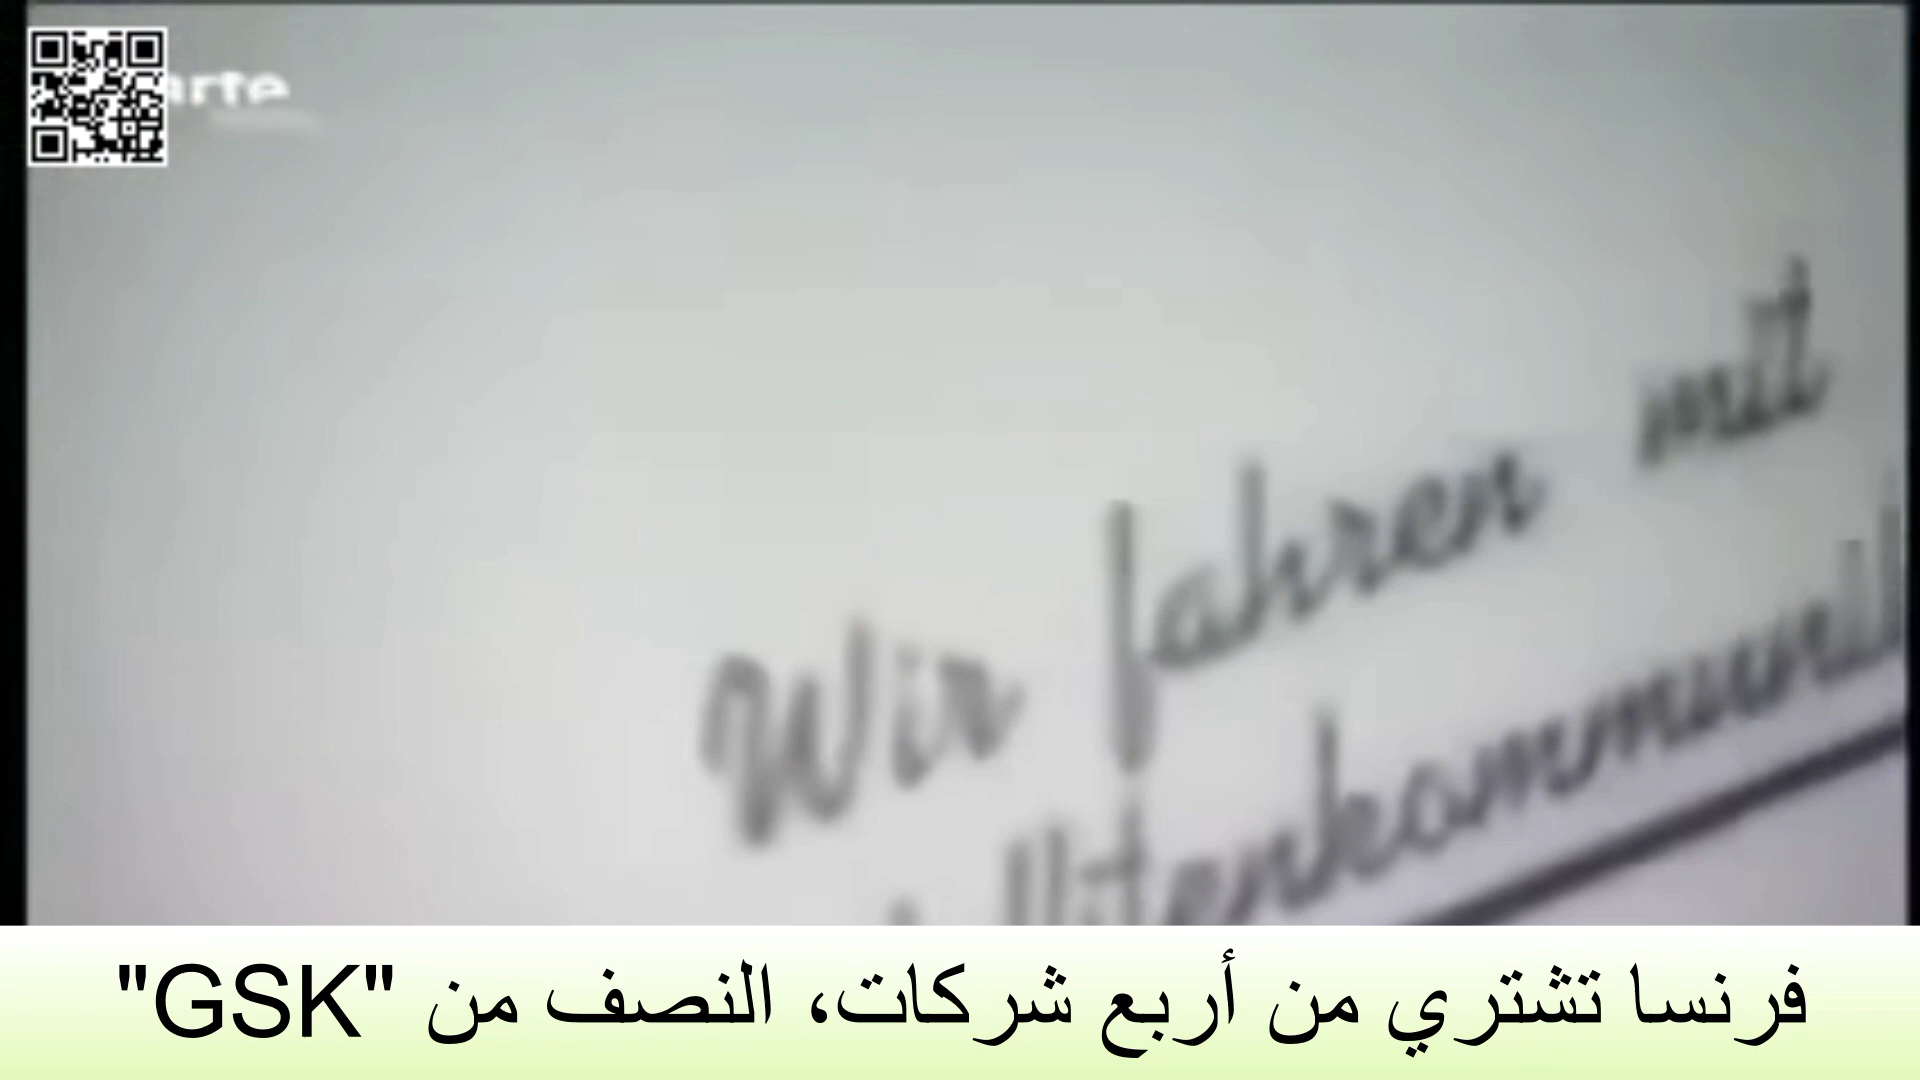 arte
Wir fahren mit
فرنسا تشتري من أربع شركات، النصف من "GSK"